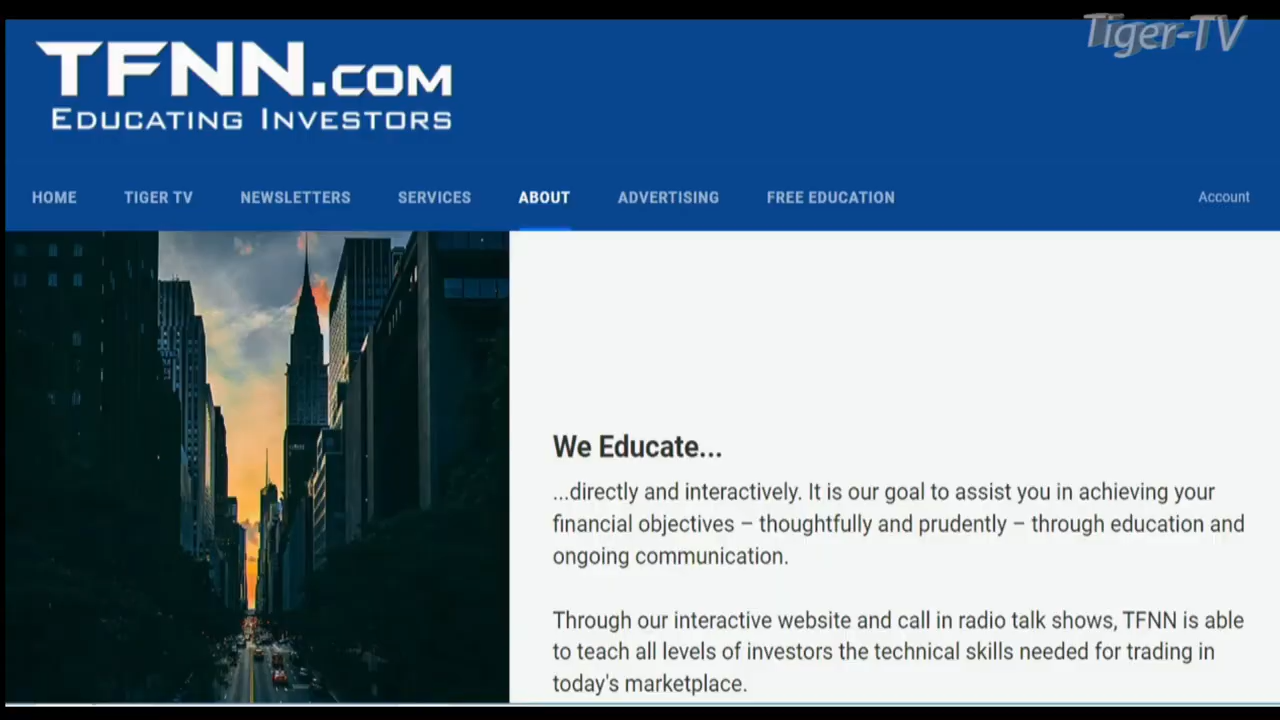 Tiger-TV
TFNN.COM
EDUCATING INVESTORS
HOME TIGER TV NEWSLETTERS SERVICES ABOUT ADVERTISING FREE EDUCATION Account
We Educate...
...directly and interactively. It is our goal to assist you in achieving your
financial objectives – thoughtfully and prudently – through education and
ongoing communication.
Through our interactive website and call in radio talk shows, TFNN is able
to teach all levels of investors the technical skills needed for trading in
today's marketplace.